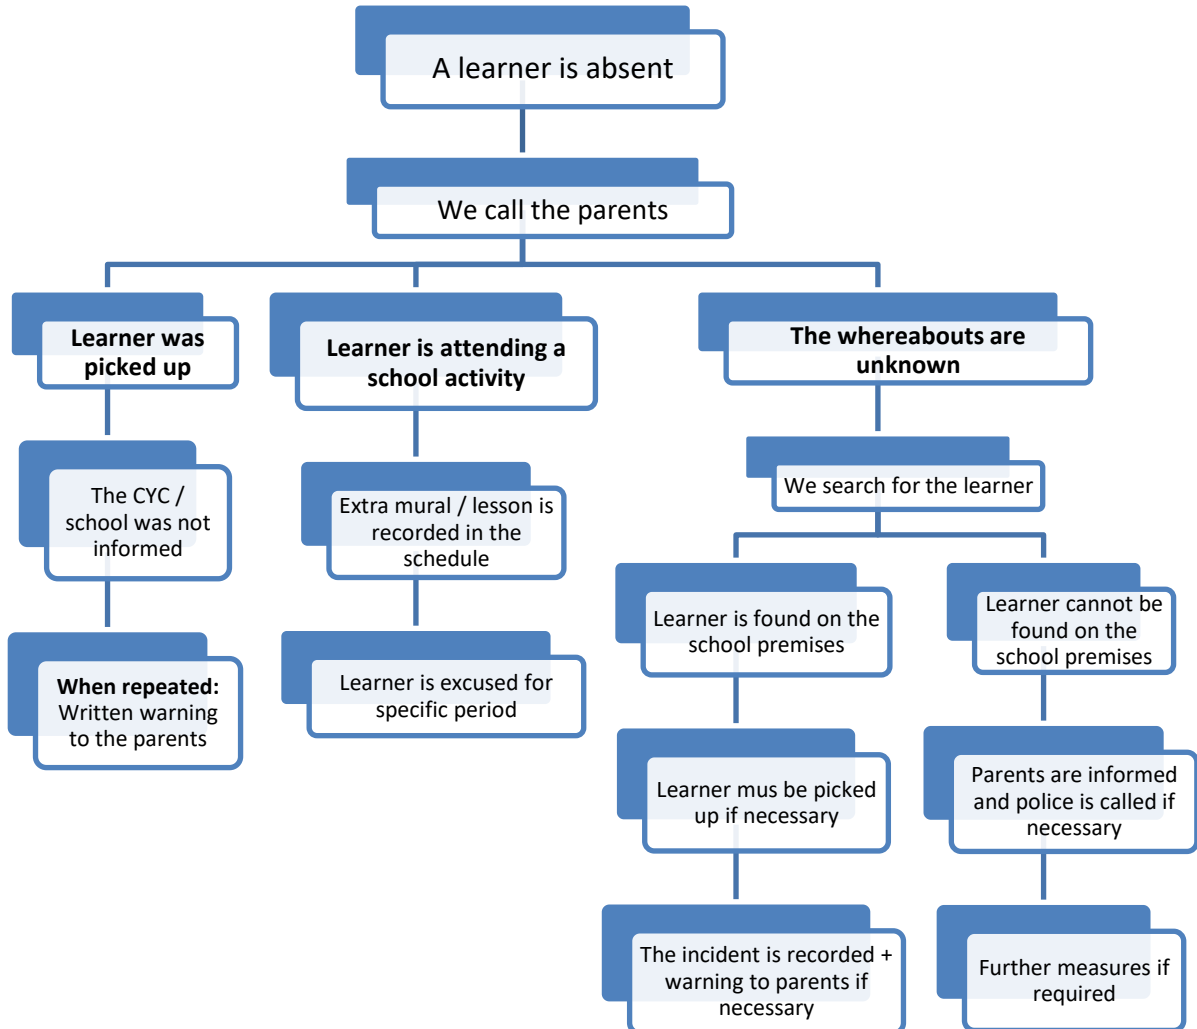 A learner is absent
We call the parents
Learner was
picked up
Learner is attending a
school activity
The whereabouts are
unknown
The CYC /
school was not
informed
Extra mural / lesson is
recorded in the
schedule
We search for the learner
When repeated:
Written warning
to the parents
Learner is excused for
specific period
Learner is found on the
school premises
Learner cannot be
found on the
school premises
Learner mus be picked
up if necessary
Parents are informed
and police is called if
necessary
The incident is recorded +
warning to parents if
necessary
Further measures if
required